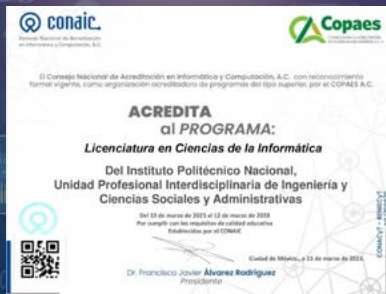 conaic.
Consejo Nacional de Acreditación
en Informática y Computación, A.C.
Copaes
El Consejo Nacional de Acreditación en Informática y Computación, A.C. con reconocimiento
formal vigente, como organización acreditadora de programas del tipo superior, por el COPAES A.C.
ACREDITA
al PROGRAMA:
Licenciatura en Ciencias de la Informática
Del Instituto Politécnico Nacional,
Unidad Profesional Interdisciplinaria de Ingeniería y
Ciencias Sociales y Administrativas
Del 13 de marzo de 2023 al 12 de marzo de 2028
Por cumplir con los requisitos de calidad educativa
Establecidos por el CONAIC
Ciudad de México., a 13 de marzo de 2023.
Dr. Francisco Javier Álvarez Rodríguez
Presidente